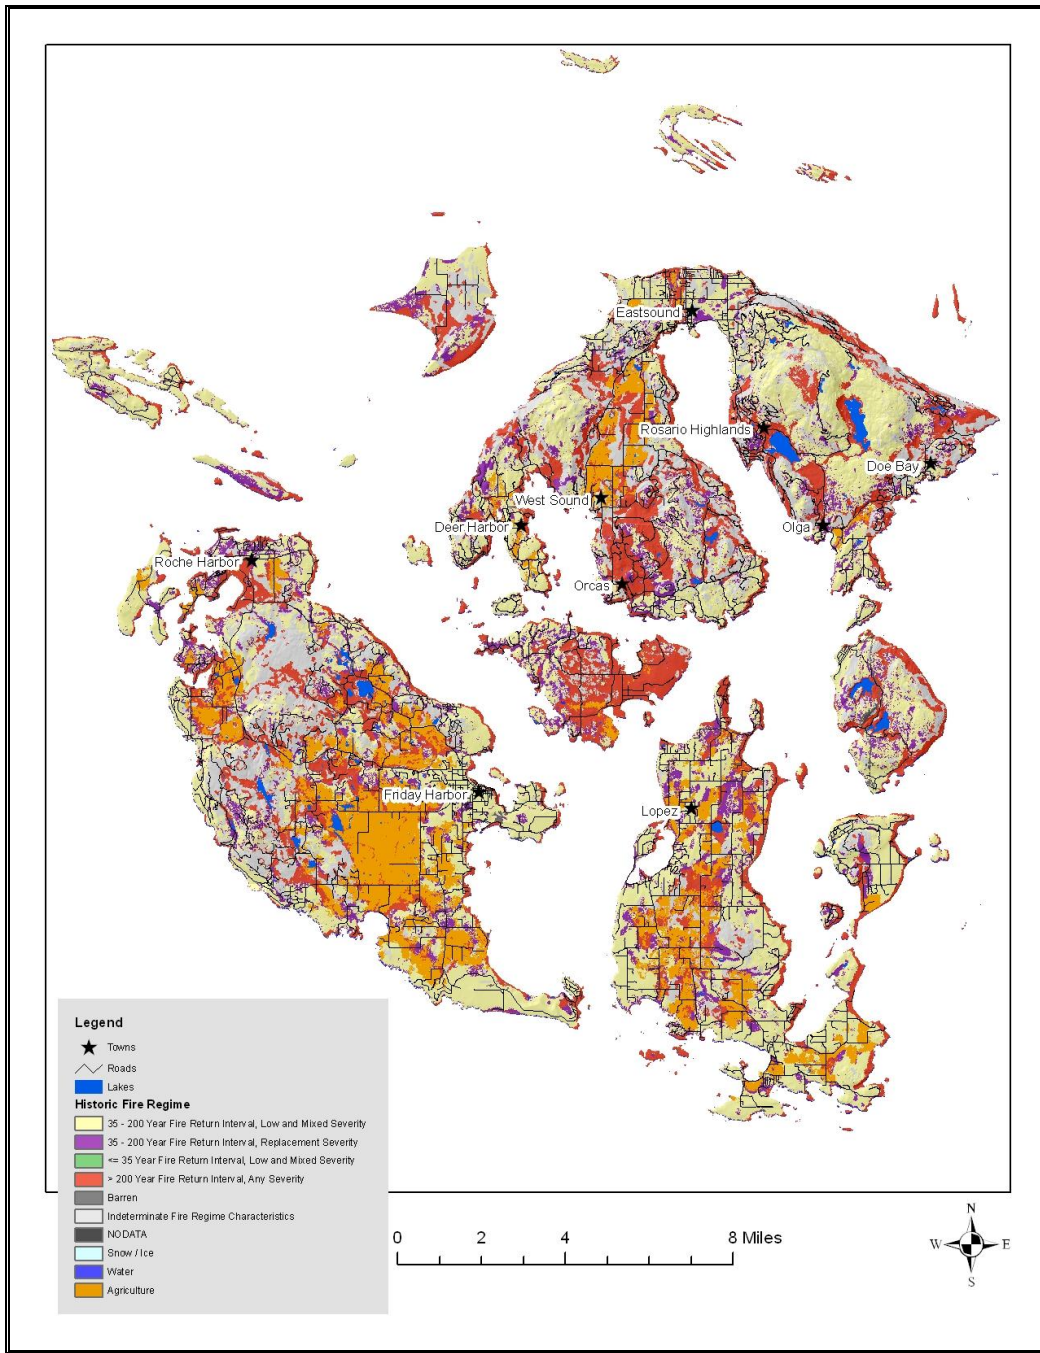 Eastsound
Rosario Highlands
Doe Bay
West Sound
Deer Harbor
Olga
Roche Harbor
Orcas
Friday Harbor
Lopez
Legend
Towns
Roads
Lakes
Historic Fire Regime
35 - 200 Year Fire Return Interval, Low and Mixed Severity
35 - 200 Year Fire Return Interval, Replacement Severity
<= 35 Year Fire Return Interval, Low and Mixed Severity
> 200 Year Fire Return Interval, Any Severity
Barren
Indeterminate Fire Regime Characteristics
NODATA
Snow / Ice
Water
Agriculture
0 2 4 8 Miles
N
W E
S